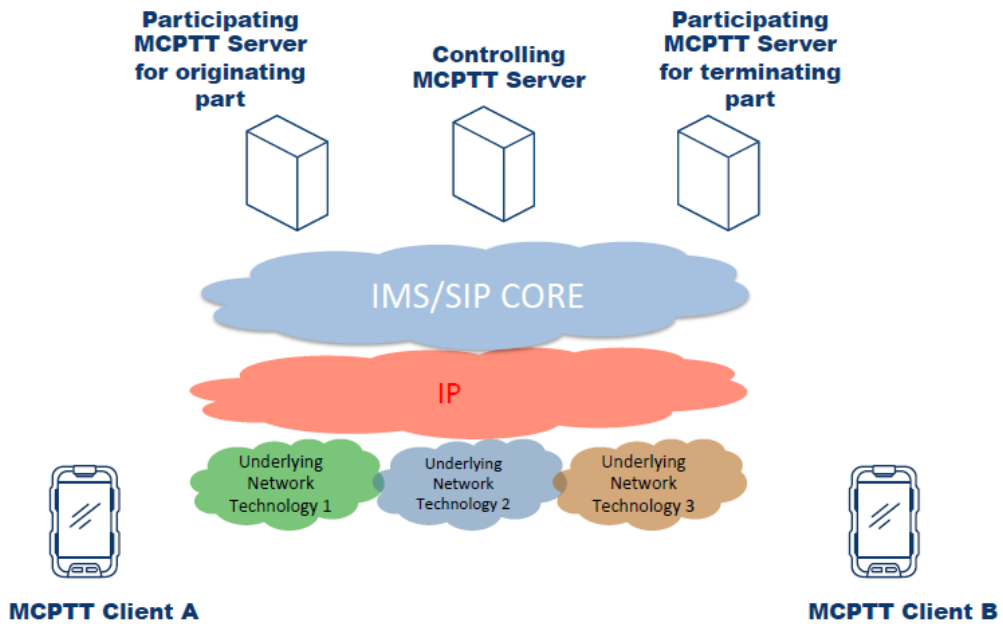 Participating
MCPTT Server
for originating
part
Controlling
MCPTT Server
Participating
MCPTT Server
for terminating
part
IMS/SIP CORE
IP
Underlying
Network
Technology 1
Underlying
Network
Technology 2
Underlying
Network
Technology 3
MCPTT Client A
MCPTT Client B